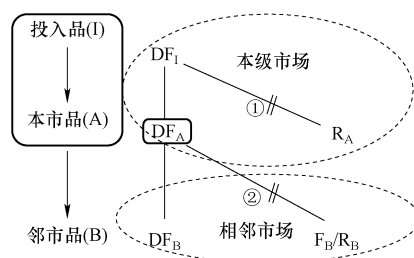 投入品(I)
DF_I
本级市场
①
本市品(A)
DF_A
R_A
②
邻市品(B)
DF_B
相邻市场
F_B/R_B